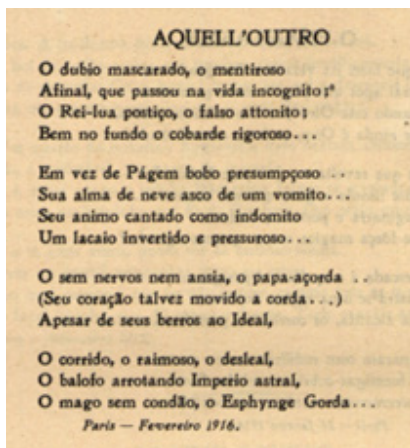 AQUELL'OUTRO
O dubio mascarado, o mentiroso
Afinal, que passou na vida incognito;
O Rei-lua postiço, o falso attonito;
Bem no fundo o cobarde rigoroso...
Em vez de Págem bobo presumpçoso...
Sua alma de neve asco de um vomito...
Seu animo cantado como indomito
Um lacaio invertido e pressuroso...
O sem nervos nem ansia, o papa-açorda ..
(Seu coração talvez movido a corda...)
Apesar de seus berros ao Ideal,
O corrido, o raimoso, o desleal,
O balofo arrotando Imperio astral,
O mago sem condão, o Esphynge Gorda...
Paris — Fevereiro 1916.